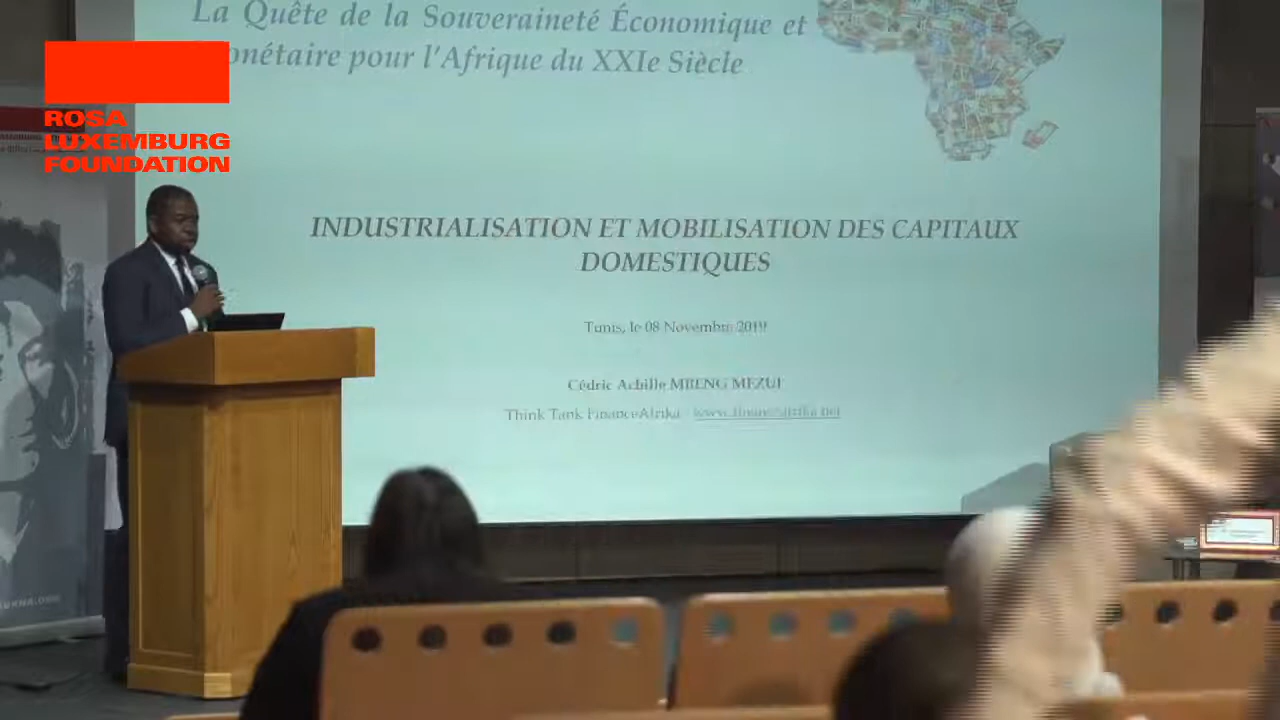 La Quête de la Souveraineté Économique et
onétaire pour l'Afrique du XXIe Siècle
ROSA
LUXEMBURG
FOUNDATION
INDUSTRIALISATION ET MOBILISATION DES CAPITAUX
DOMESTIQUES
Tunis, le 08 Novembre 2019
Cédric Achille MBENG MEZUI
Think Tank FinanceAfrika - www.financeafrika.net